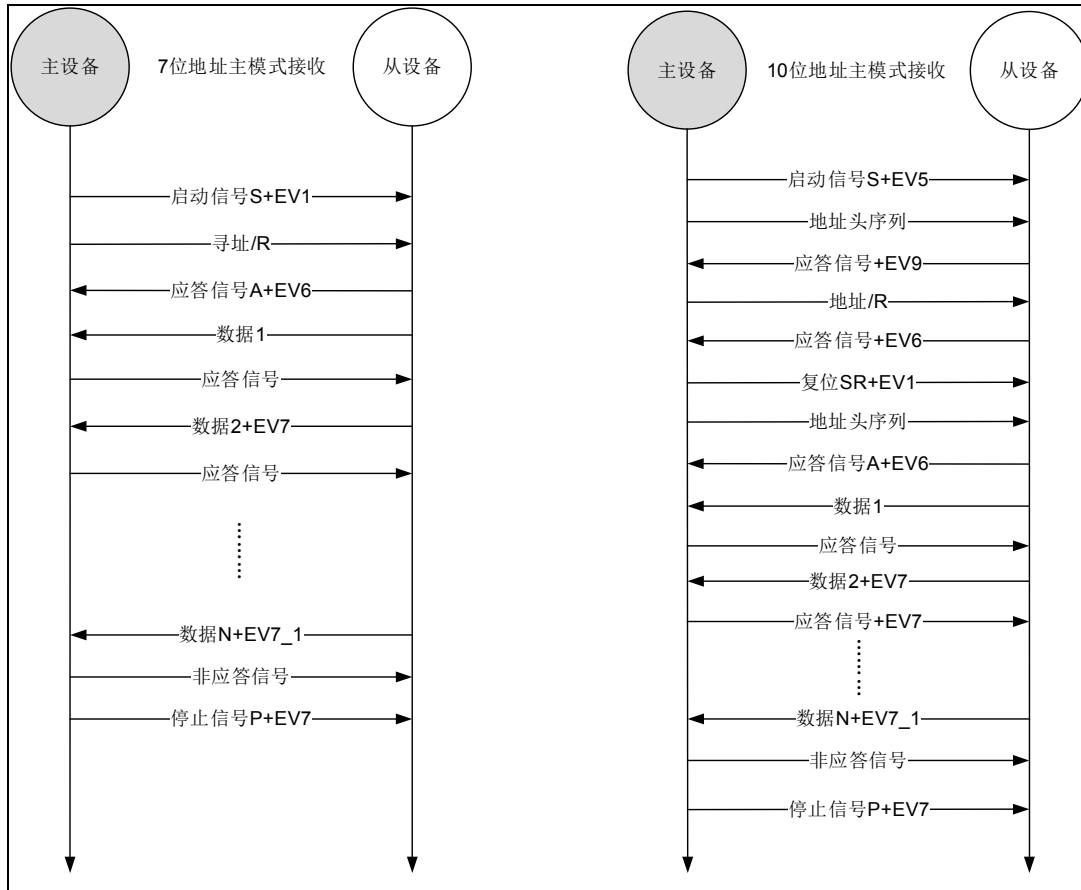 主设备
7位地址主模式接收
从设备
启动信号S+EV1
寻址/R
应答信号A+EV6
数据1
应答信号
数据2+EV7
应答信号
数据N+EV7_1
非应答信号
停止信号P+EV7
主设备
10位地址主模式接收
从设备
启动信号S+EV5
地址头序列
应答信号+EV9
地址/R
应答信号+EV6
复位SR+EV1
地址头序列
应答信号A+EV6
数据1
应答信号
数据2+EV7
应答信号+EV7
数据N+EV7_1
非应答信号
停止信号P+EV7